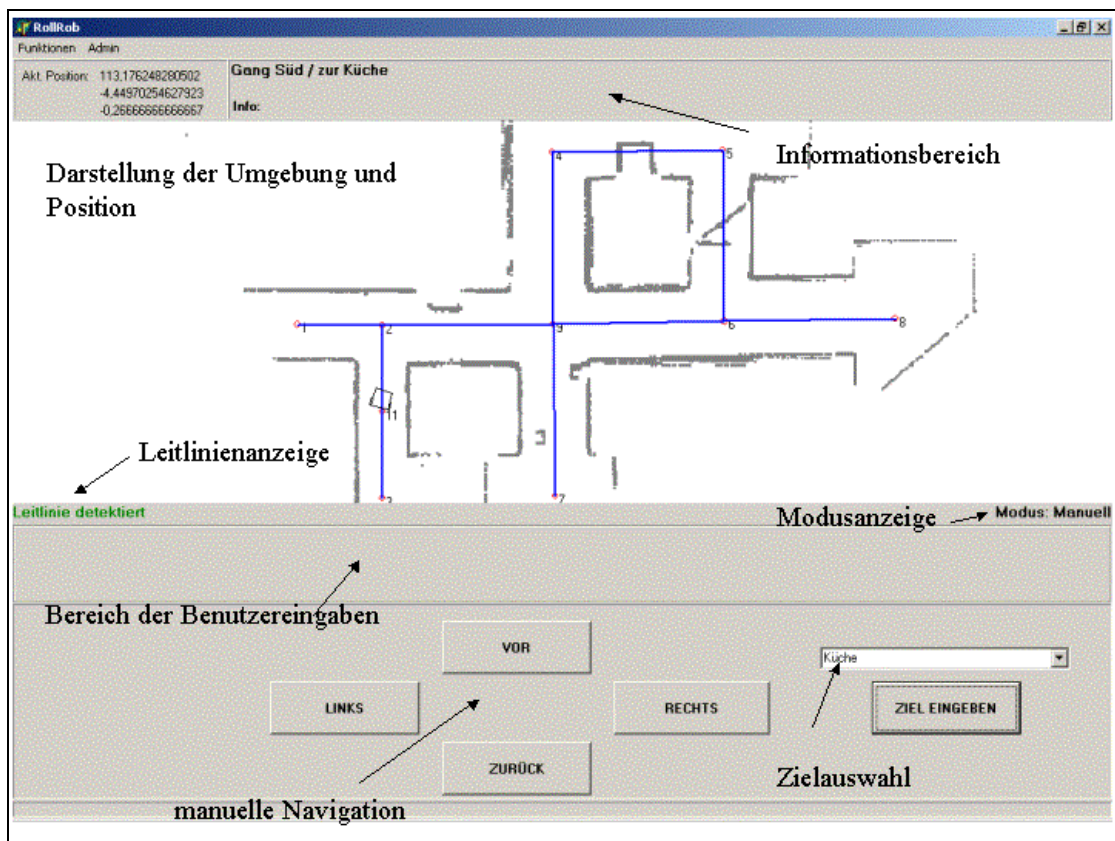 RollRob
Funktionen Admin
Akt. Position: 113,176248280502
-4,44970254627923
-0,26666666666667
Gang Süd / zur Küche
Info:
Informationsbereich
Darstellung der Umgebung und
Position
4
5
1
2
9
6
8
11
3
7
Leitlinienanzeige
Leitlinie detektiert
Modusanzeige
Modus: Manuell
Bereich der Benutzereingaben
VOR
Küche
LINKS
RECHTS
ZIEL EINGEBEN
ZURÜCK
Zielauswahl
manuelle Navigation